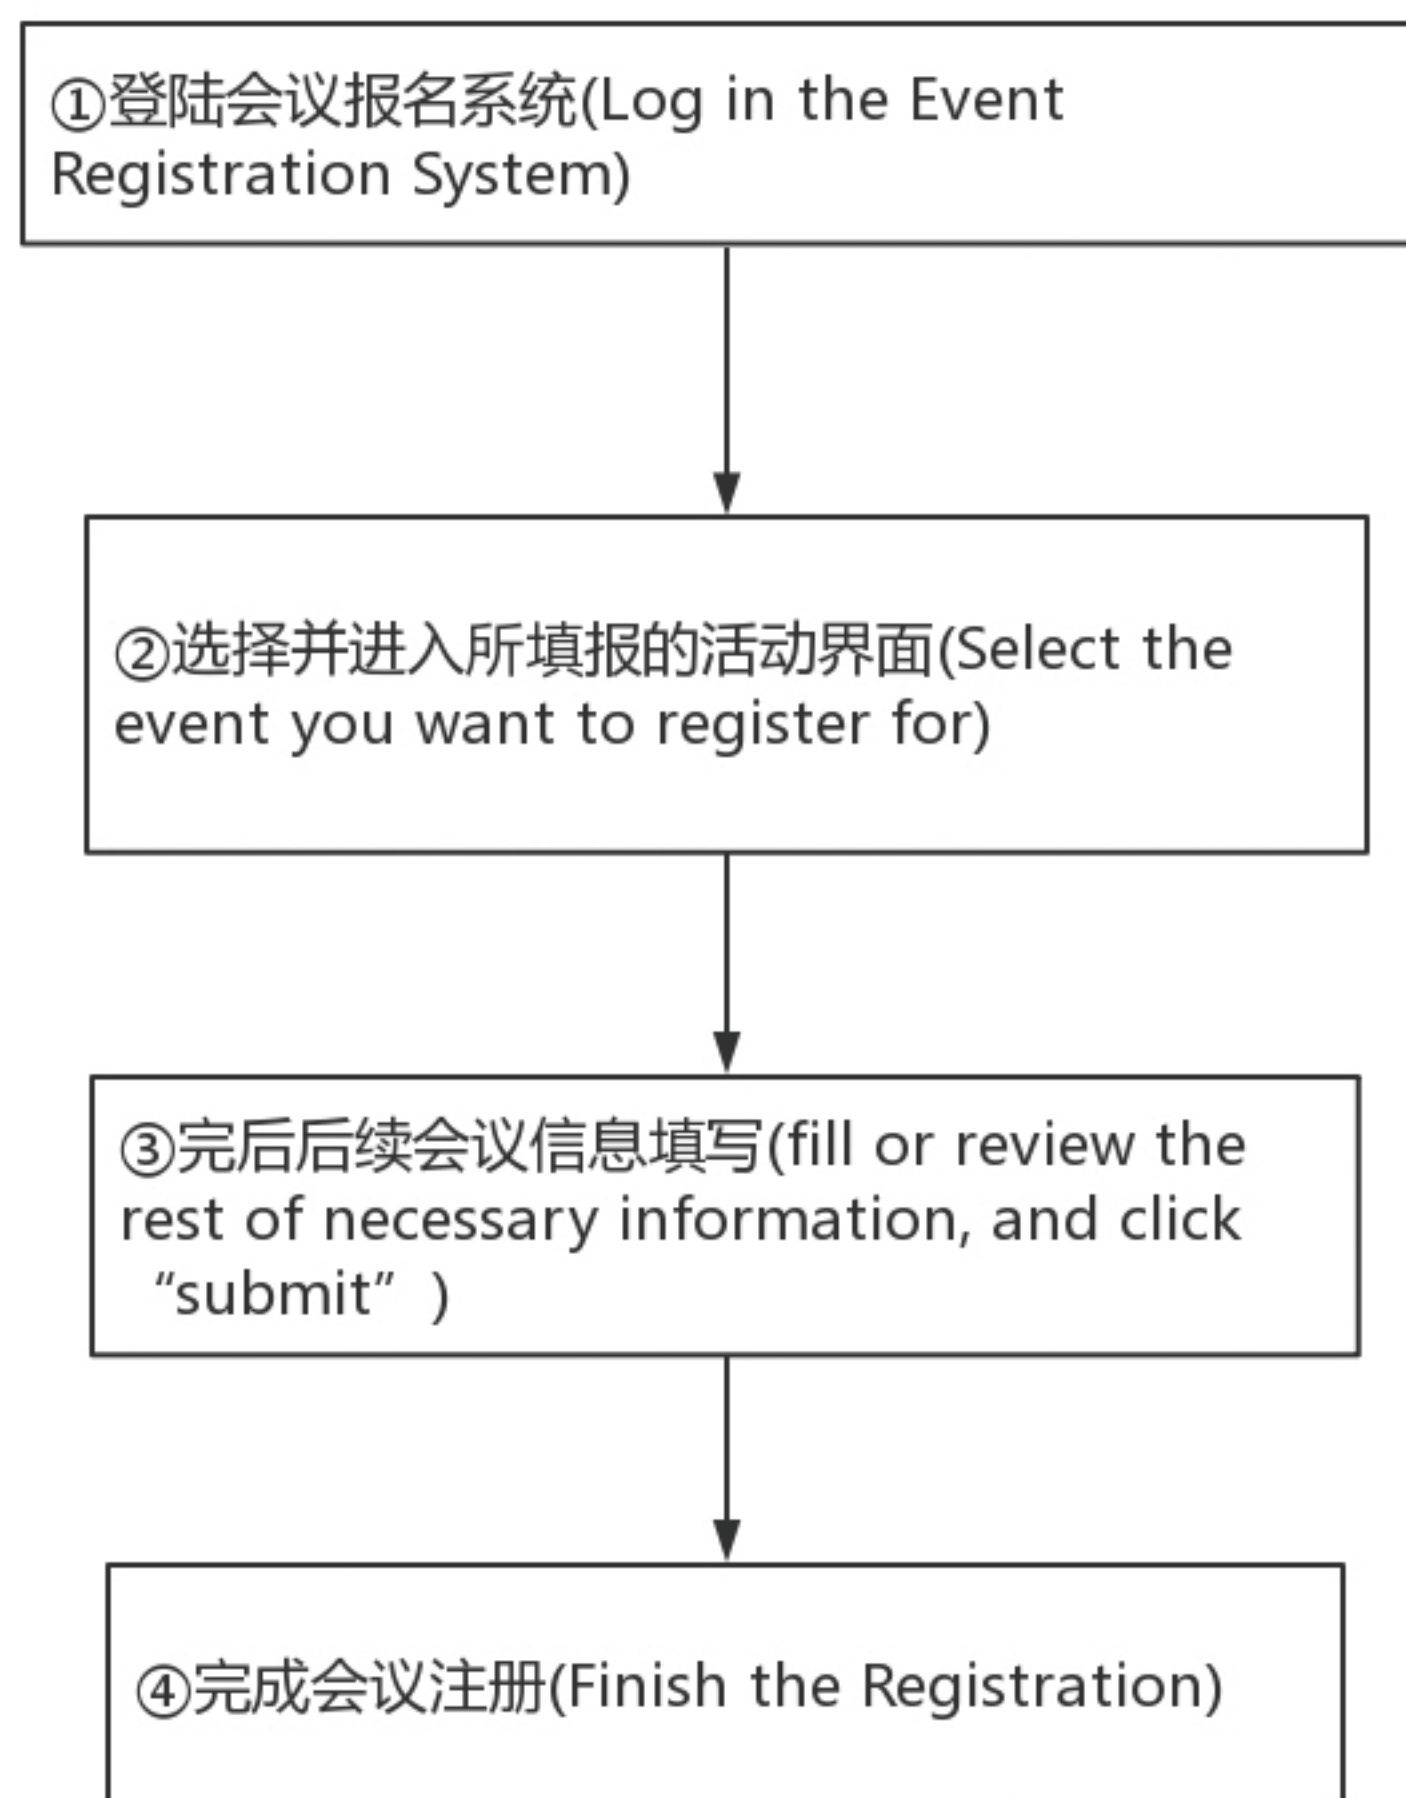 ①登陆会议报名系统(Log in the Event
Registration System)
②选择并进入所填报的活动界面(Select the
event you want to register for)
③完后后续会议信息填写(fill or review the
rest of necessary information, and click
“submit” )
④完成会议注册(Finish the Registration)